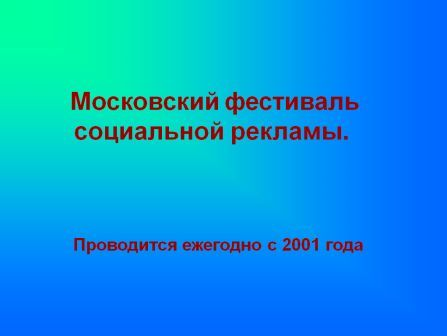 Московский фестиваль
социальной рекламы.
Проводится ежегодно с 2001 года